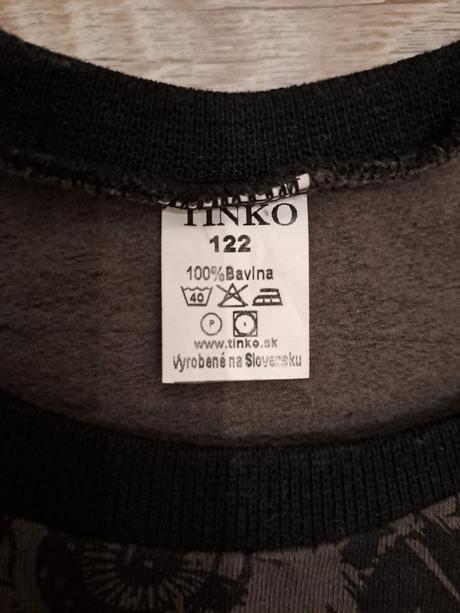 TINKO
122
100%Bavlna
40
P
www.tinko.sk
Vyrobené na Slovensku